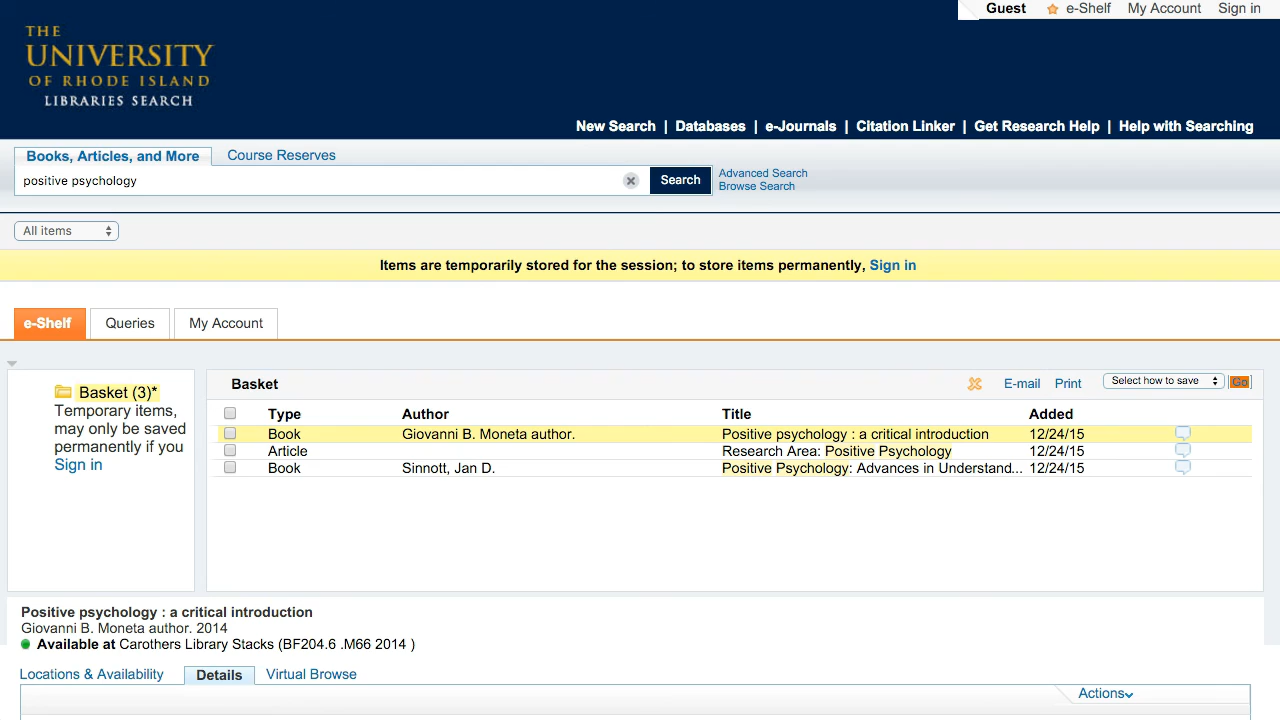 Guest e-Shelf My Account Sign in
THE
UNIVERSITY
OF RHODE ISLAND
LIBRARIES SEARCH
New Search | Databases | e-Journals | Citation Linker | Get Research Help | Help with Searching
Books, Articles, and More Course Reserves
positive psychology Search
Advanced Search
Browse Search
All items
Items are temporarily stored for the session; to store items permanently, Sign in
e-Shelf Queries My Account
Basket (3)*
Temporary items,
may only be saved
permanently if you
Sign in
Basket E-mail Print Select how to save Go
Type Author Title Added
Book Giovanni B. Moneta author. Positive psychology : a critical introduction 12/24/15
Article Research Area: Positive Psychology 12/24/15
Book Sinnott, Jan D. Positive Psychology: Advances in Understand... 12/24/15
Positive psychology : a critical introduction
Giovanni B. Moneta author. 2014
Available at Carothers Library Stacks (BF204.6 .M66 2014 )
Locations & Availability Details Virtual Browse
Actions